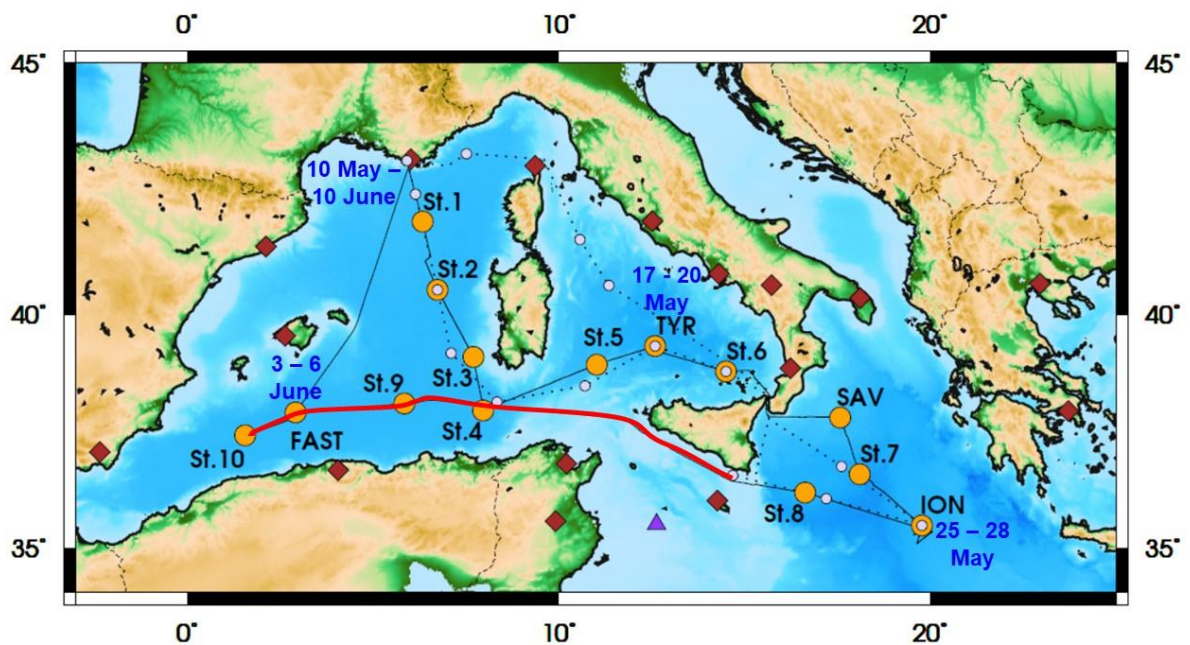 0° 10° 20°
45° 45°
10 May –
10 June
St.1
St.2
17 - 20
May
40° 40°
TYR
St.5
St.6
3 – 6
June
St.9
St.3
SAV
FAST
St.4
St.10
St.7
St.8
ION
25 – 28
May
35° 35°
0° 10° 20°